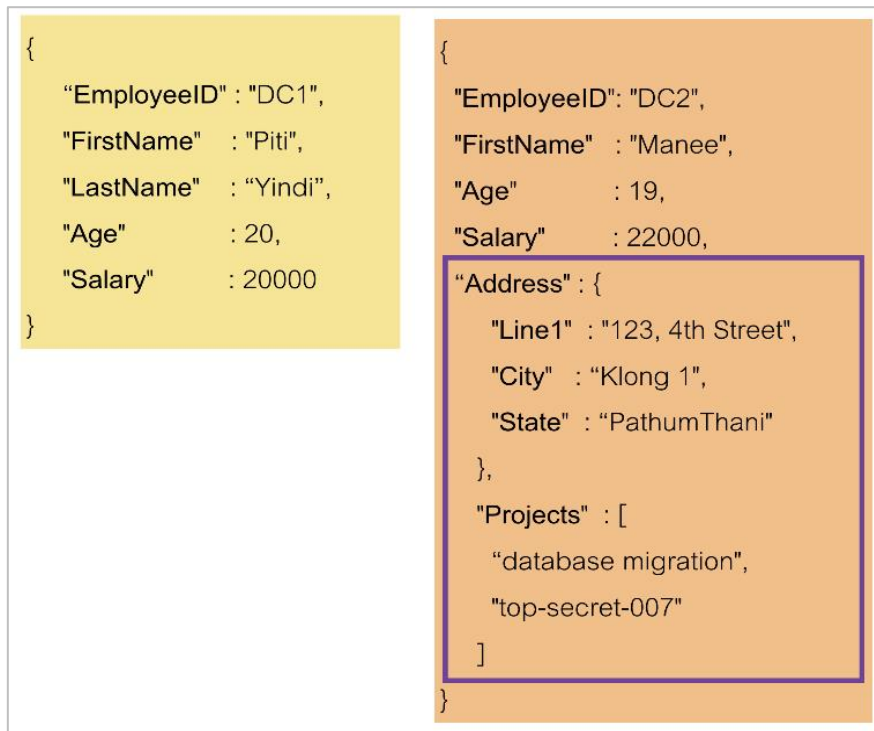 {
“EmployeeID" : "DC1",
"FirstName" : "Piti",
"LastName" : “Yindi”,
"Age" : 20,
"Salary" : 20000
}
{
"EmployeeID": "DC2",
"FirstName" : "Manee",
"Age" : 19,
"Salary" : 22000,
“Address" : {
"Line1" : "123, 4th Street",
"City" : “Klong 1",
"State" : “PathumThani"
},
"Projects" : [
“database migration",
"top-secret-007"
]
}